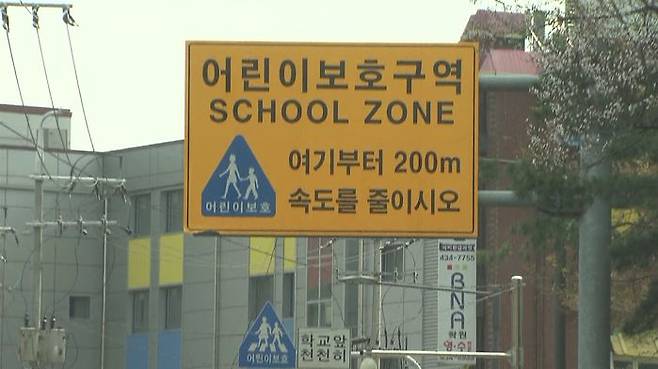 어린이보호구역
SCHOOL ZONE
여기부터 200m
속도를 줄이시오
어린이보호
434-7755
BNA
학원
영·수
어린이보호
학교앞
천천히